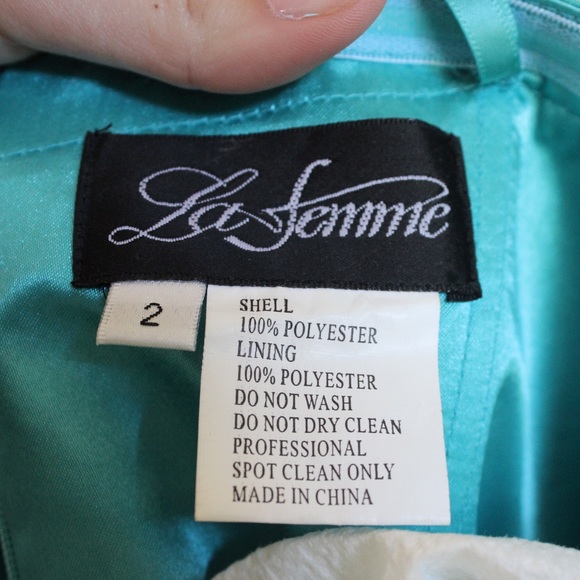 La Femme
2
SHELL
100% POLYESTER
LINING
100% POLYESTER
DO NOT WASH
DO NOT DRY CLEAN
PROFESSIONAL
SPOT CLEAN ONLY
MADE IN CHINA